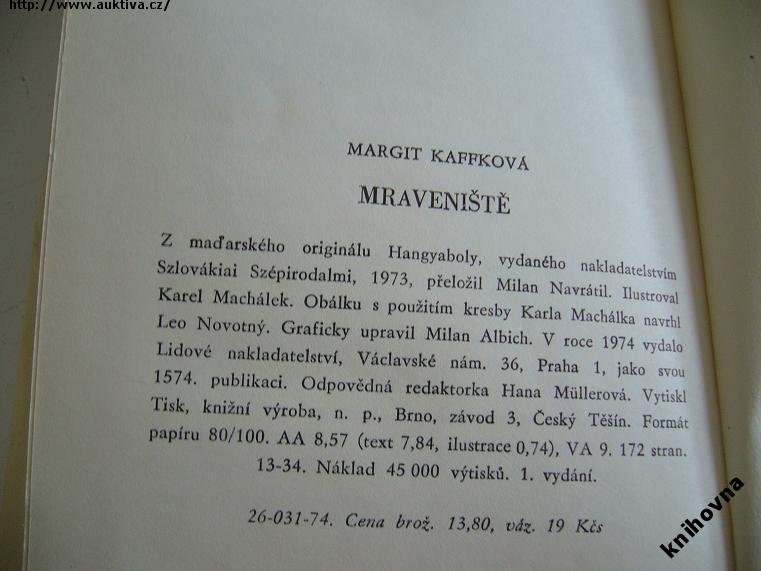 http://www.auktiva.cz/
MARGIT KAFFKOVÁ
MRAVENIŠTĚ
Z maďarského originálu Hangyaboly, vydaného nakladatelstvím
Szlovákiai Szépirodalmi, 1973, přeložil Milan Navrátil. Ilustroval
Karel Machálek. Obálku s použitím kresby Karla Machálka navrhl
Leo Novotný. Graficky upravil Milan Albich. V roce 1974 vydalo
Lidové nakladatelství, Václavské nám. 36, Praha 1, jako svou
1574. publikaci. Odpovědná redaktorka Hana Müllerová. Vytiskl
Tisk, knižní výroba, n. p., Brno, závod 3, Český Těšín. Formát
papíru 80/100. AA 8,57 (text 7,84, ilustrace 0,74), VA 9. 172 stran.
13-34. Náklad 45 000 výtisků. 1. vydání.
26-031-74. Cena brož. 13,80, váz. 19 Kčs
knihovna